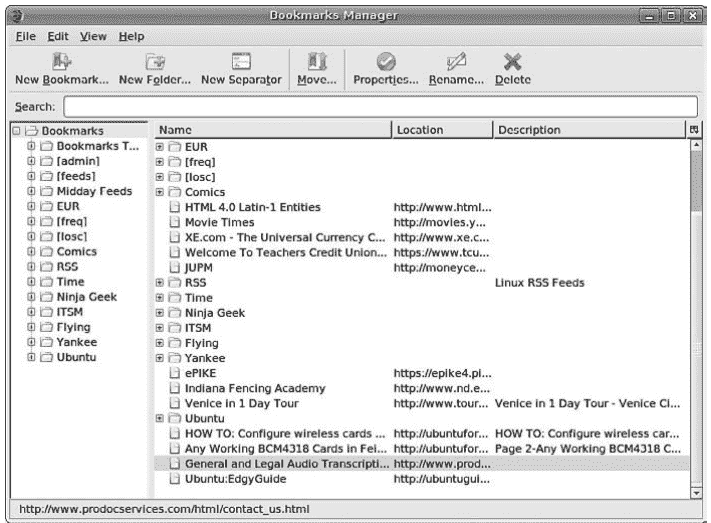 Bookmarks Manager
File Edit View Help
New Bookmark... New Folder... New Separator Move... Properties... Rename... Delete
Search:
Bookmarks
Bookmarks T...
[admin]
[feeds]
Midday Feeds
EUR
[freq]
[losc]
Comics
RSS
Time
Ninja Geek
ITSM
Flying
Yankee
Ubuntu
Name Location Description
EUR
[freq]
[losc]
Comics
HTML 4.0 Latin-1 Entities http://www.html...
Movie Times http://movies.y...
XE.com - The Universal Currency C... http://www.xe.c...
Welcome To Teachers Credit Union... https://www.tcu...
JUPM http://moneyce...
RSS Linux RSS Feeds
Time
Ninja Geek
ITSM
Flying
Yankee
ePIKE https://epike4.pi...
Indiana Fencing Academy http://www.nd.e...
Venice in 1 Day Tour http://www.tour... Venice in 1 Day Tour - Venice Ci...
Ubuntu
HOW TO: Configure wireless cards ... http://ubuntufor... HOW TO: Configure wireless car...
Any Working BCM4318 Cards in Fei... http://ubuntufor... Page 2-Any Working BCM4318 C...
General and Legal Audio Transcripti... http://www.prod...
Ubuntu:EdgyGuide http://ubuntugui...
http://www.prodocservices.com/html/contact_us.html